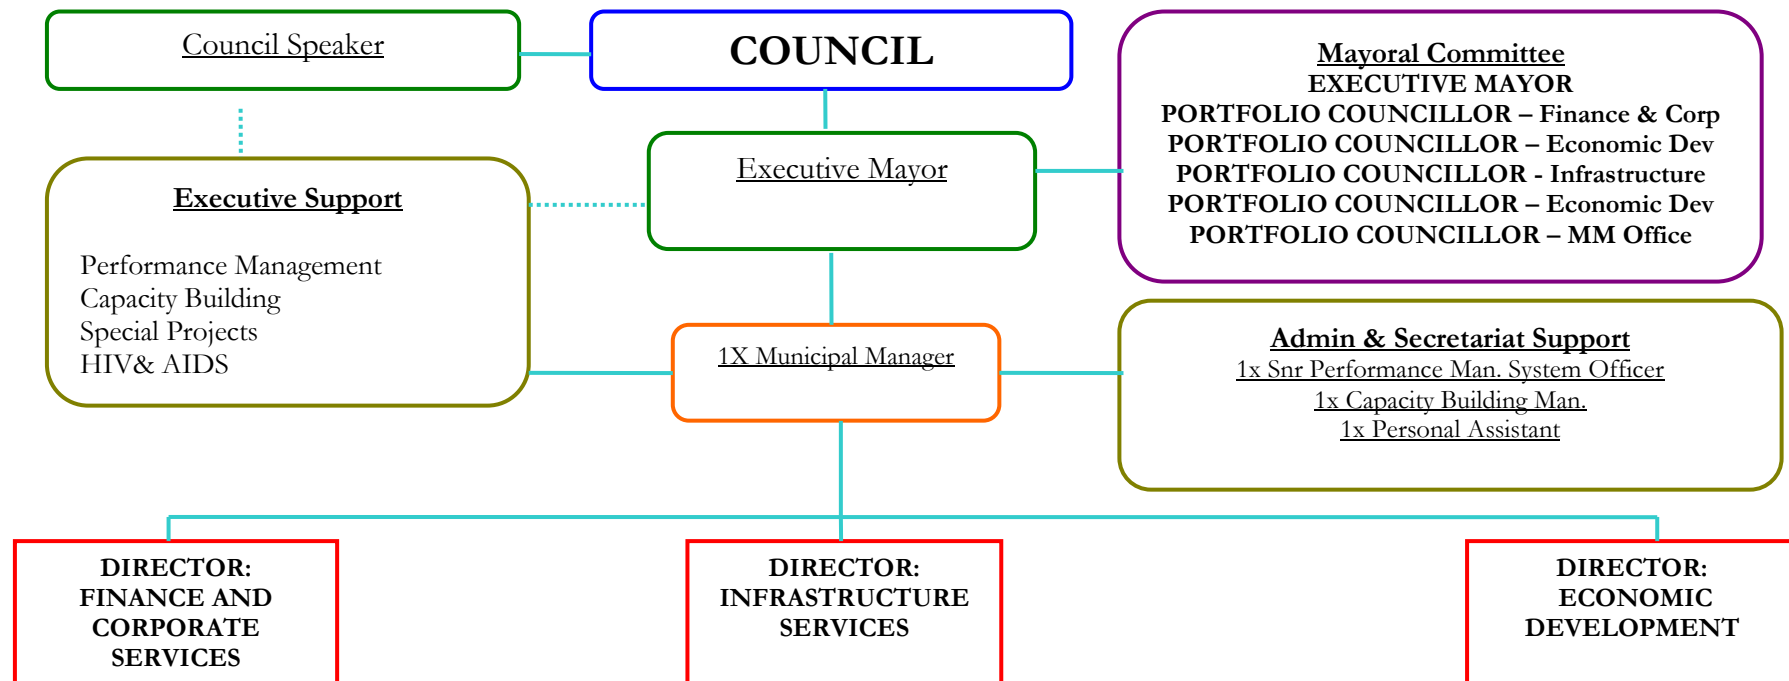 Council Speaker
COUNCIL
Mayoral Committee
EXECUTIVE MAYOR
PORTFOLIO COUNCILLOR – Finance & Corp
PORTFOLIO COUNCILLOR – Economic Dev
PORTFOLIO COUNCILLOR - Infrastructure
PORTFOLIO COUNCILLOR – Economic Dev
PORTFOLIO COUNCILLOR – MM Office
Executive Mayor
Executive Support
Performance Management
Capacity Building
Special Projects
HIV& AIDS
1X Municipal Manager
Admin & Secretariat Support
1x Snr Performance Man. System Officer
1x Capacity Building Man.
1x Personal Assistant
DIRECTOR:
FINANCE AND
CORPORATE
SERVICES
DIRECTOR:
INFRASTRUCTURE
SERVICES
DIRECTOR:
ECONOMIC
DEVELOPMENT